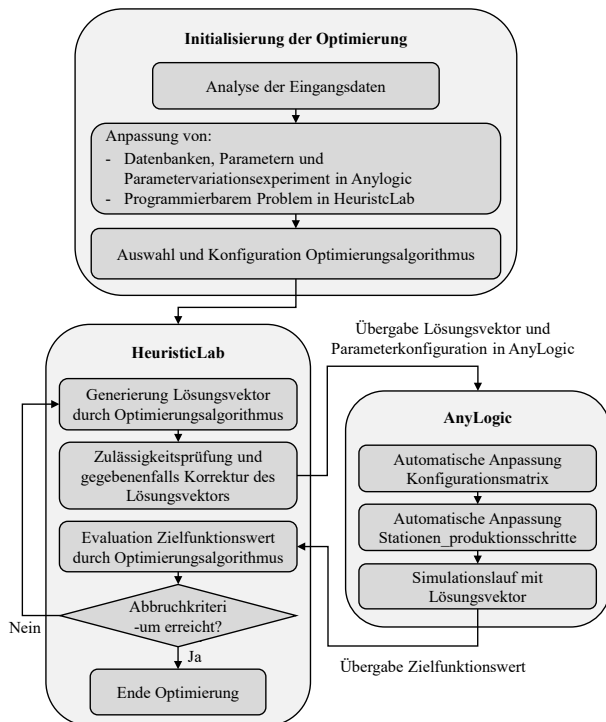 Initialisierung der Optimierung
Analyse der Eingangsdaten
Anpassung von:
- Datenbanken, Parametern und
Parametervariationsexperiment in Anylogic
- Programmierbarem Problem in HeuristcLab
Auswahl und Konfiguration Optimierungsalgorithmus
HeuristicLab
Generierung Lösungsvektor
durch Optimierungsalgorithmus
Zulässigkeitsprüfung und
gegebenenfalls Korrektur des
Lösungsvektors
Übergabe Lösungsvektor und
Parameterkonfiguration in AnyLogic
AnyLogic
Automatische Anpassung
Konfigurationsmatrix
Automatische Anpassung
Stationen_produktionsschritte
Simulationslauf mit
Lösungsvektor
Übergabe Zielfunktionswert
Evaluation Zielfunktionswert
durch Optimierungsalgorithmus
Abbruchkriteri
-um erreicht?
Nein
Ja
Ende Optimierung